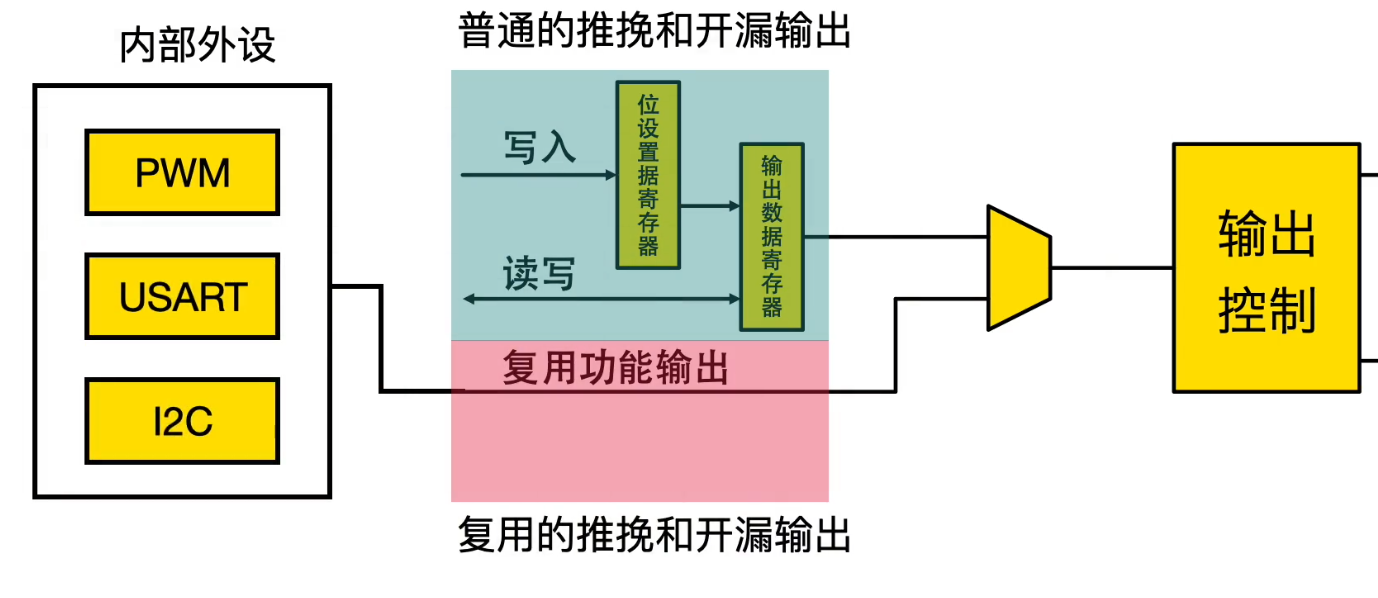 普通的推挽和开漏输出
内部外设
PWM
USART
I2C
写入
位设置据寄存器
输出数据寄存器
读写
复用功能输出
复用的推挽和开漏输出
输出
控制